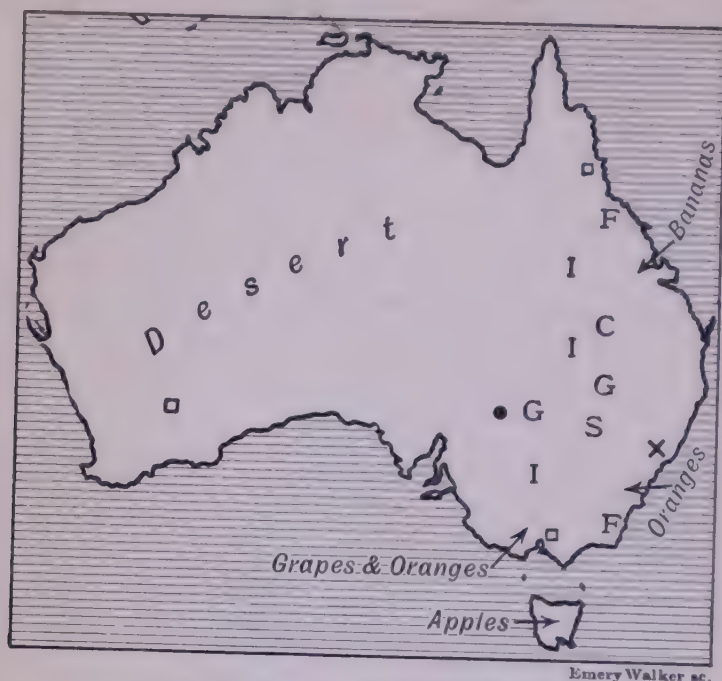 Bananas
F
Desert
I
C
I
G
G
S
I
Oranges
F
Grapes & Oranges
Apples
Emery Walker sc.